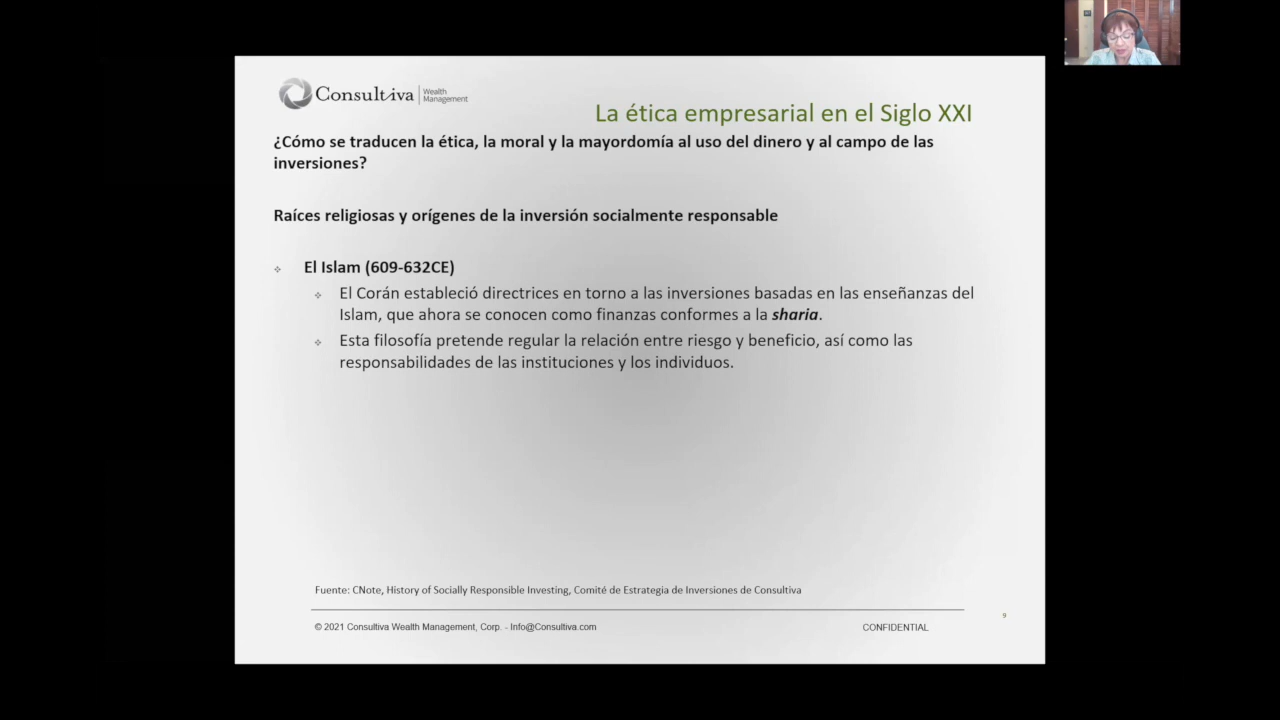 Consultiva Wealth Management
La ética empresarial en el Siglo XXI
¿Cómo se traducen la ética, la moral y la mayordomía al uso del dinero y al campo de las
inversiones?
Raíces religiosas y orígenes de la inversión socialmente responsable
El Islam (609-632CE)
El Corán estableció directrices en torno a las inversiones basadas en las enseñanzas del
Islam, que ahora se conocen como finanzas conformes a la sharia.
Esta filosofía pretende regular la relación entre riesgo y beneficio, así como las
responsabilidades de las instituciones y los individuos.
Fuente: CNote, History of Socially Responsible Investing, Comité de Estrategia de Inversiones de Consultiva
9
© 2021 Consultiva Wealth Management, Corp. - Info@Consultiva.com CONFIDENTIAL